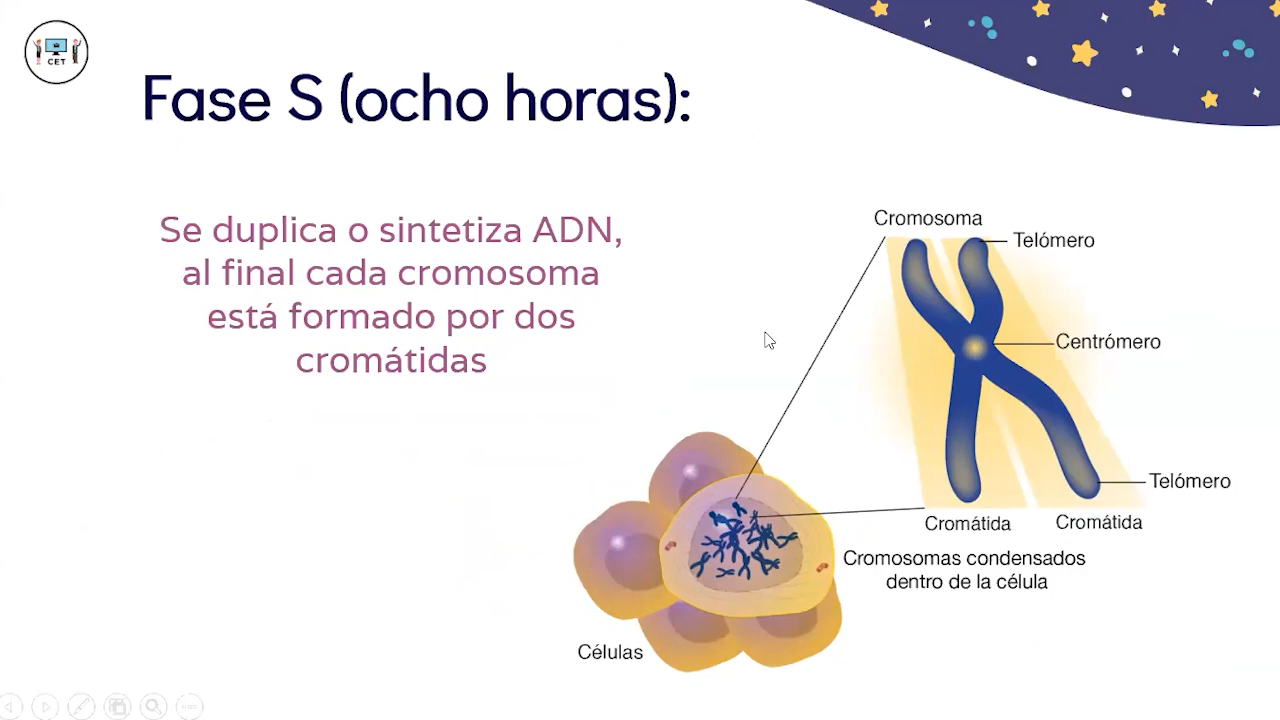 CET
Fase S (ocho horas):
Se duplica o sintetiza ADN,
al final cada cromosoma
está formado por dos
cromátidas
Cromosoma
Telómero
Centrómero
Telómero
Cromátida
Cromátida
Cromosomas condensados
dentro de la célula
Células